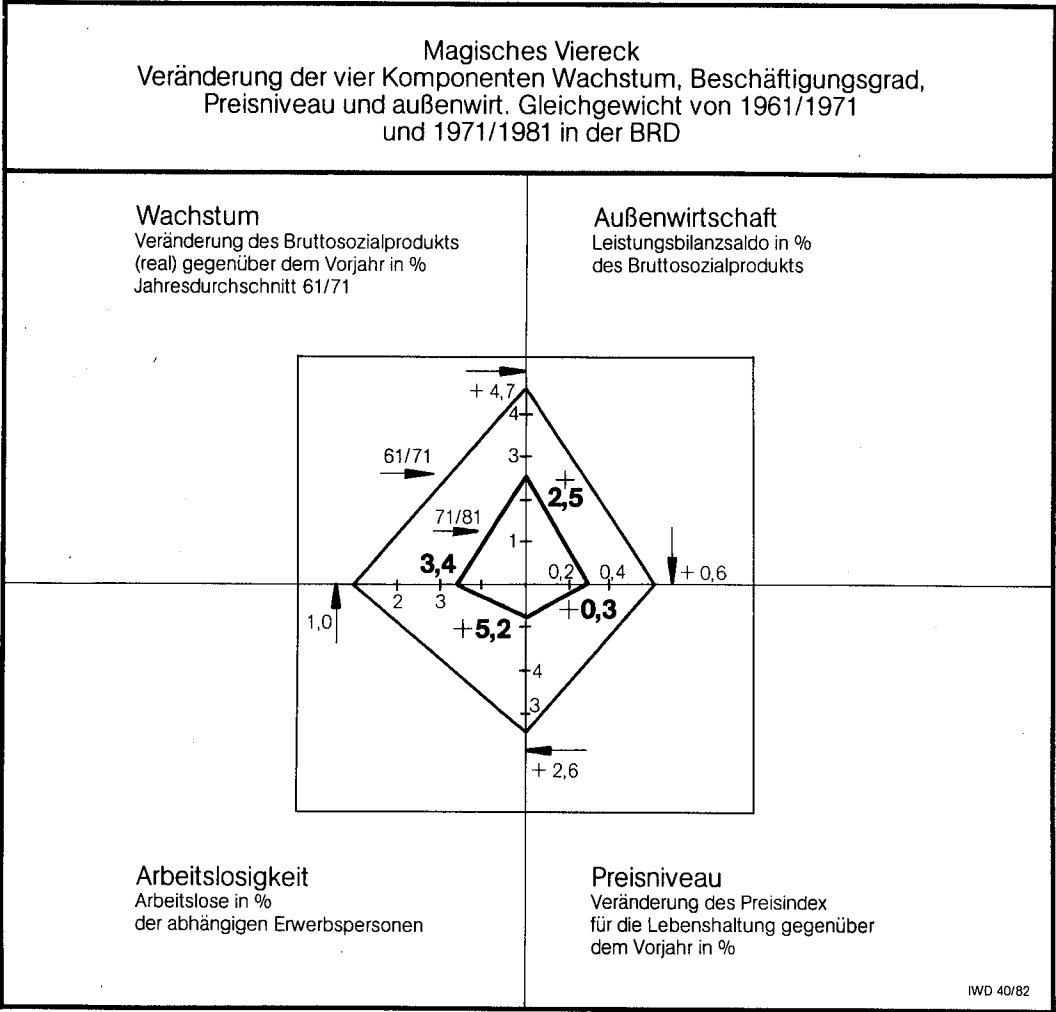 Magisches Viereck
Veränderung der vier Komponenten Wachstum, Beschäftigungsgrad,
Preisniveau und außenwirt. Gleichgewicht von 1961/1971
und 1971/1981 in der BRD
Wachstum
Veränderung des Bruttosozialprodukts
(real) gegenüber dem Vorjahr in %
Jahresdurchschnitt 61/71
Außenwirtschaft
Leistungsbilanzsaldo in %
des Bruttosozialprodukts
+ 4,7
4
61/71
3
+
2,5
71/81
1
3,4
0,2
0,4
+ 0,6
2
3
1,0
+5,2
+0,3
4
3
+ 2,6
Arbeitslosigkeit
Arbeitslose in %
der abhängigen Erwerbspersonen
Preisniveau
Veränderung des Preisindex
für die Lebenshaltung gegenüber
dem Vorjahr in %
IWD 40/82